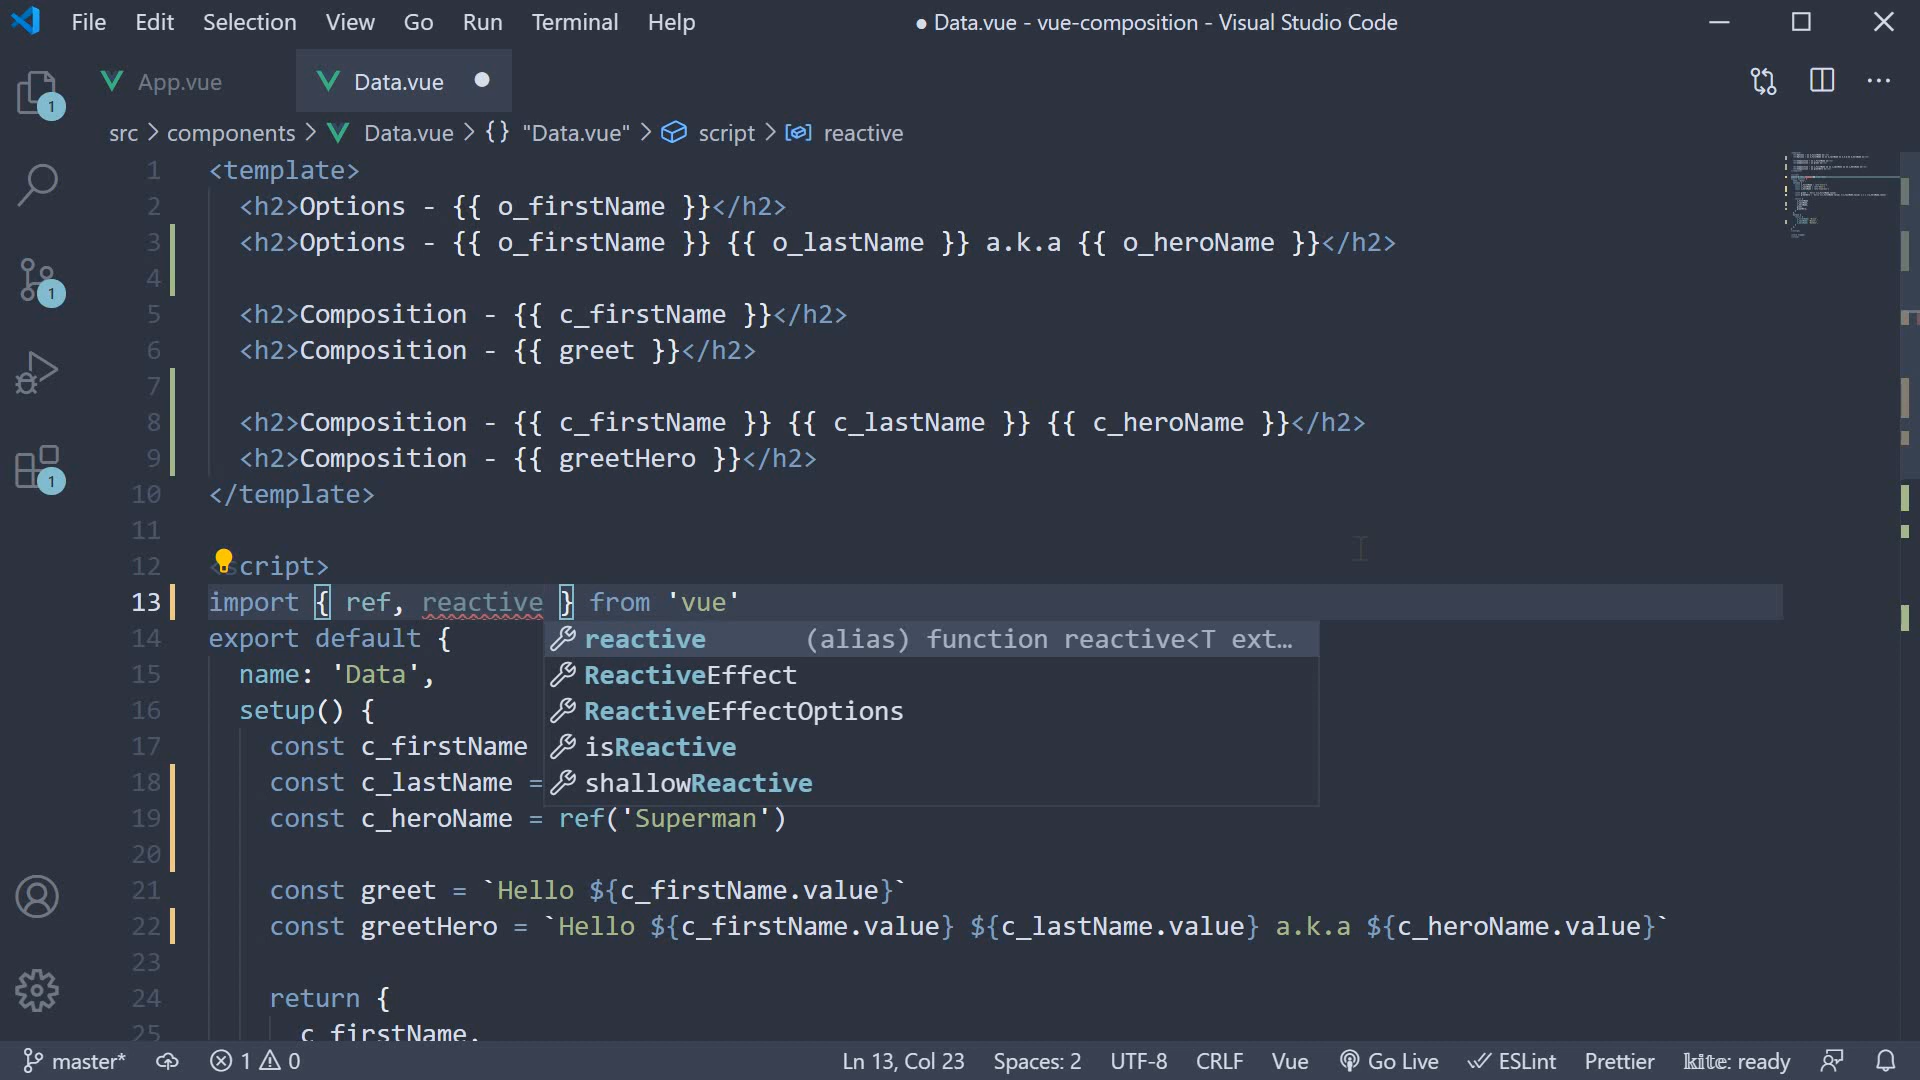 File Edit Selection View Go Run Terminal Help
● Data.vue - vue-composition - Visual Studio Code
App.vue
Data.vue
src > components > Data.vue > {} "Data.vue" > script > reactive
1 <template>
2 <h2>Options - {{ o_firstName }}</h2>
3 <h2>Options - {{ o_firstName }} {{ o_lastName }} a.k.a {{ o_heroName }}</h2>
4
5 <h2>Composition - {{ c_firstName }}</h2>
6 <h2>Composition - {{ greet }}</h2>
7
8 <h2>Composition - {{ c_firstName }} {{ c_lastName }} {{ c_heroName }}</h2>
9 <h2>Composition - {{ greetHero }}</h2>
10 </template>
11
12 <script>
13 import { ref, reactive } from 'vue'
14 export default {
reactive (alias) function reactive<T ext…
15 name: 'Data',
ReactiveEffect
16 setup() {
ReactiveEffectOptions
17 const c_firstName
isReactive
18 const c_lastName =
shallowReactive
19 const c_heroName = ref('Superman')
20
21 const greet = `Hello ${c_firstName.value}`
22 const greetHero = `Hello ${c_firstName.value} ${c_lastName.value} a.k.a ${c_heroName.value}`
23
24 return {
25 c_firstName,
1
1
1
master* 1 0 Ln 13, Col 23 Spaces: 2 UTF-8 CRLF Vue Go Live ESLint Prettier kite: ready